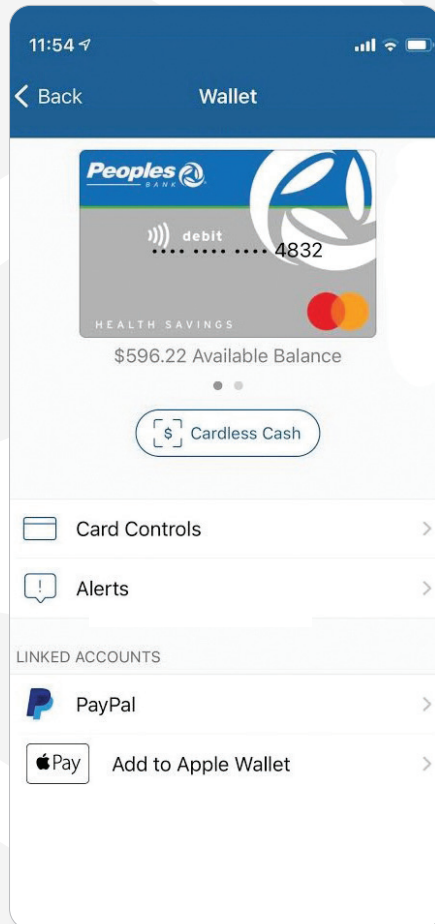 11:54
Back
Wallet
Peoples
BANK
debit
•••• •••• •••• 4832
HEALTH SAVINGS
$596.22 Available Balance
$ Cardless Cash
Card Controls
! Alerts
LINKED ACCOUNTS
PayPal
Pay Add to Apple Wallet